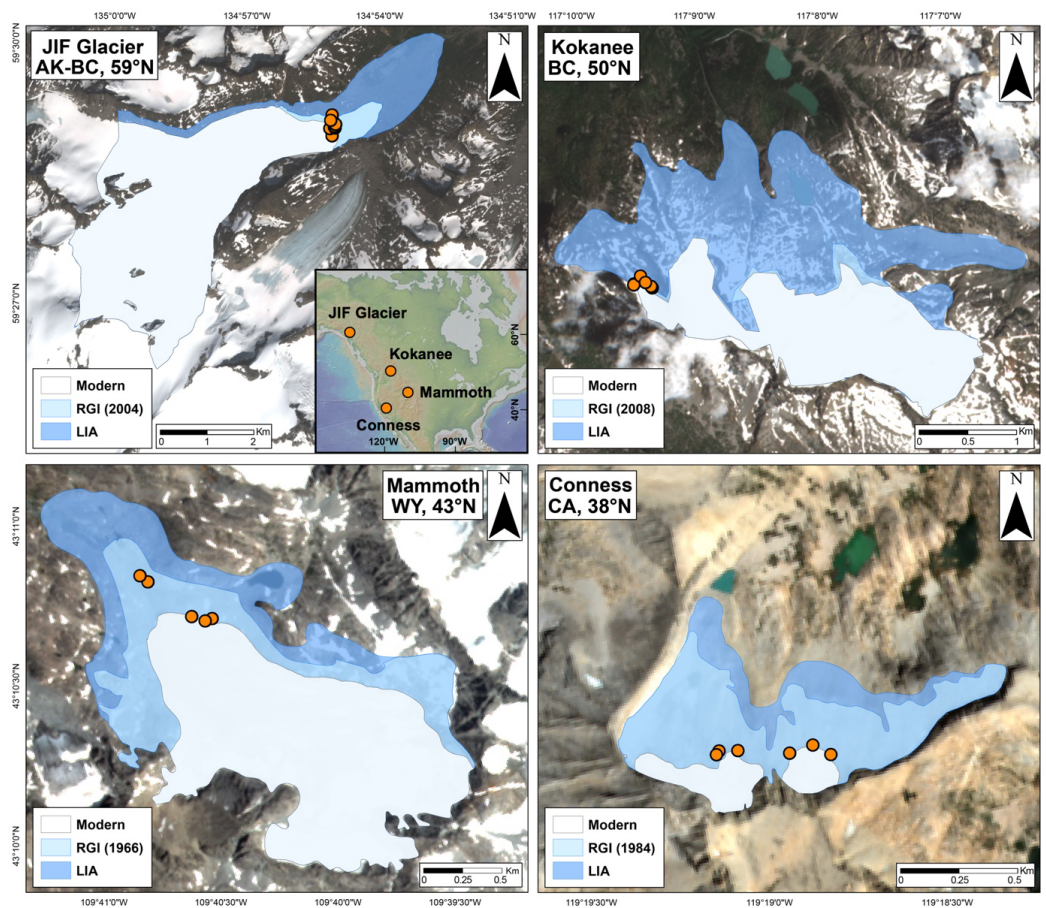 135°0'0"W 134°57'0"W 134°54'0"W 134°51'0"W
117°10'0"W 117°9'0"W 117°8'0"W 117°7'0"W
59°30'0"N
59°27'0"N
JIF Glacier
AK-BC, 59°N
N
JIF Glacier
Kokanee
Mammoth
Conness
60°N
40°N
120°W 90°W
Modern
RGI (2004)
LIA
0 1 2 Km
Kokanee
BC, 50°N
N
Modern
RGI (2008)
LIA
0 0.5 1 Km
43°11'0"N
43°10'30"N
43°10'0"N
Mammoth
WY, 43°N
N
Modern
RGI (1966)
LIA
0 0.25 0.5 Km
Conness
CA, 38°N
N
Modern
RGI (1984)
LIA
0 0.25 0.5 Km
109°41'0"W 109°40'30"W 109°40'0"W 109°39'30"W
119°19'30"W 119°19'0"W 119°18'30"W